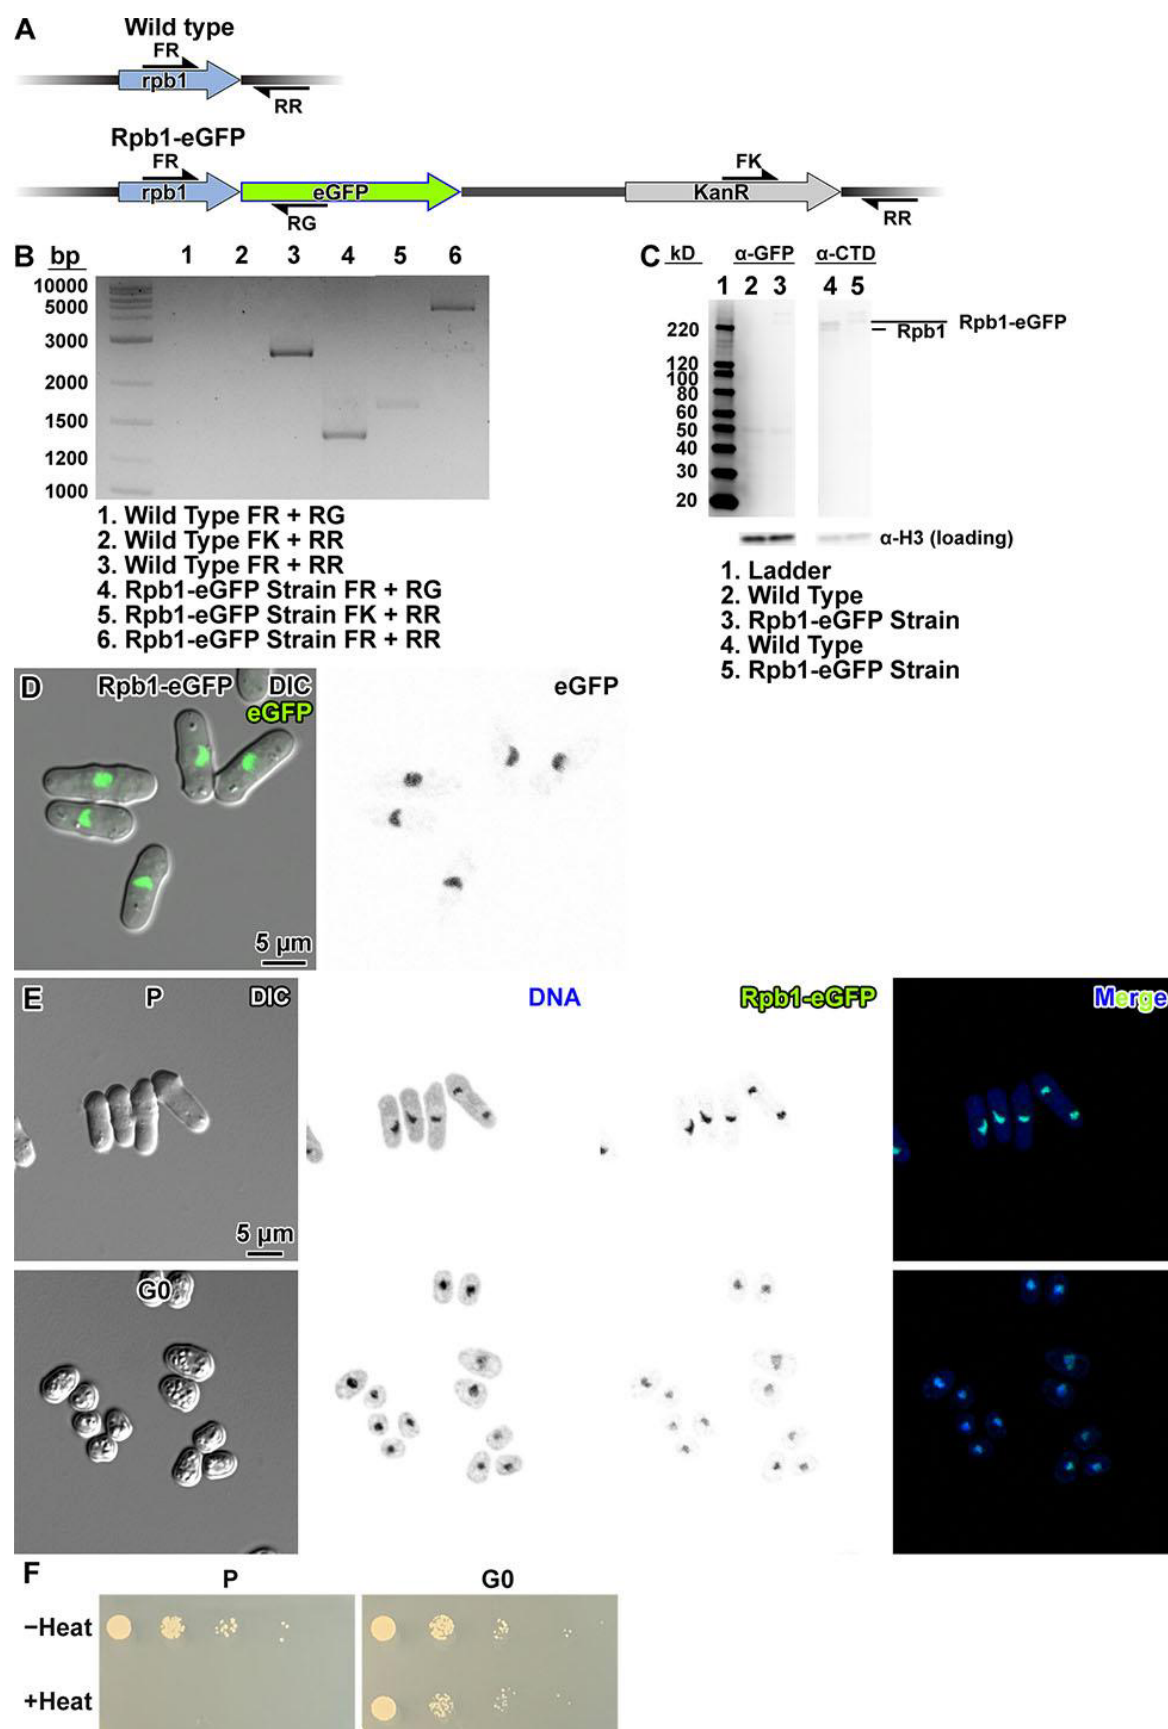 A
Wild type
FR
rpb1
RR
Rpb1-eGFP
FR
FK
rpb1
eGFP
KanR
RG
RR
B
bp
1 2 3 4 5 6
10000
5000
3000
2000
1500
1200
1000
1. Wild Type FR + RG
2. Wild Type FK + RR
3. Wild Type FR + RR
4. Rpb1-eGFP Strain FR + RG
5. Rpb1-eGFP Strain FK + RR
6. Rpb1-eGFP Strain FR + RR
C
kD α-GFP α-CTD
1 2 3 4 5
220
120
100
80
60
50
40
30
20
Rpb1-eGFP
Rpb1
α-H3 (loading)
1. Ladder
2. Wild Type
3. Rpb1-eGFP Strain
4. Wild Type
5. Rpb1-eGFP Strain
D
Rpb1-eGFP DIC
eGFP
5 µm
eGFP
E
P DIC
DNA
Rpb1-eGFP
Merge
5 µm
G0
F
P G0
−Heat
+Heat